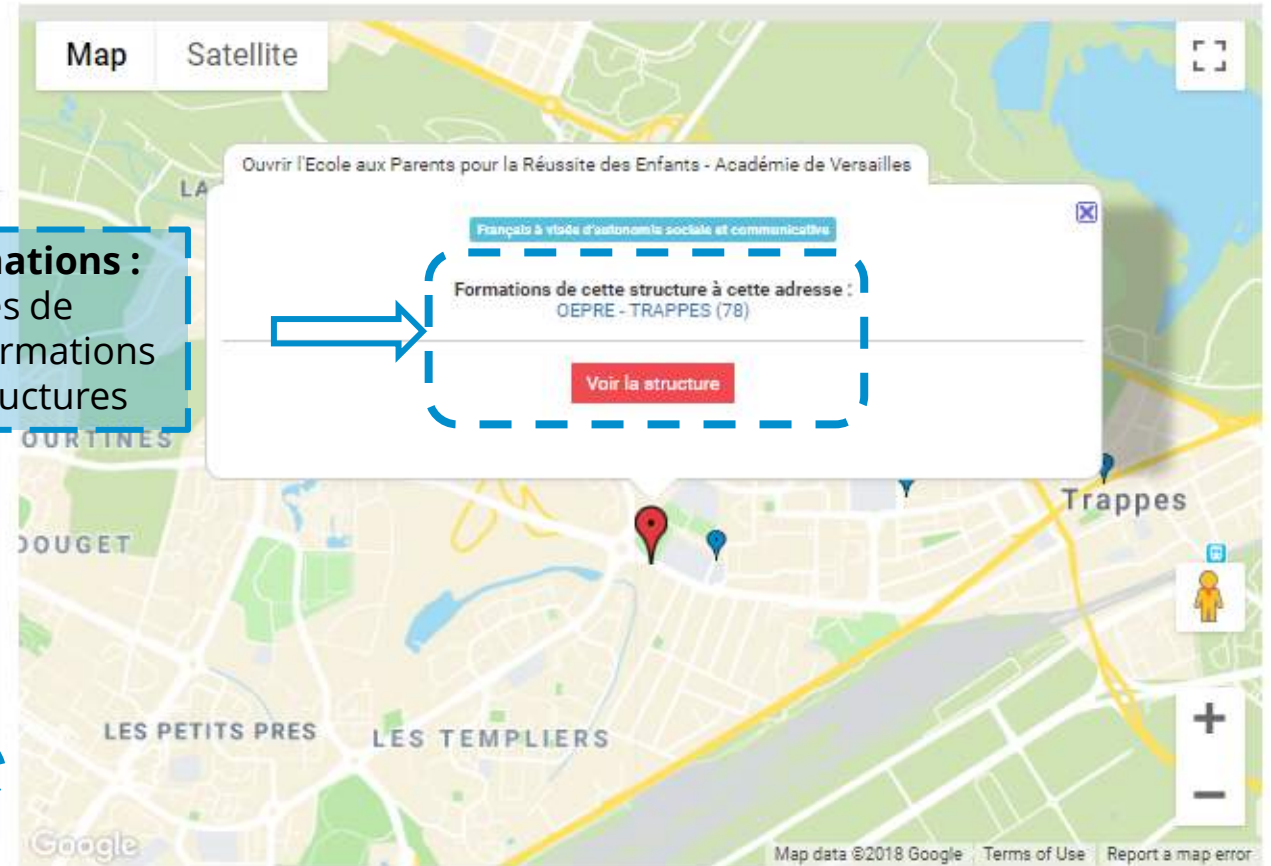 Map
Satellite
Ouvrir l'Ecole aux Parents pour la Réussite des Enfants - Académie de Versailles
LA
Français à visée d'autonomie sociale et communicative
ations :
es de
rmations
uctures
Formations de cette structure à cette adresse :
OEPRE - TRAPPES (78)
Voir la structure
OURTINES
Trappes
OUGET
LES PETITS PRES
LES TEMPLIERS
Google
Map data ©2018 Google
Terms of Use
Report a map error